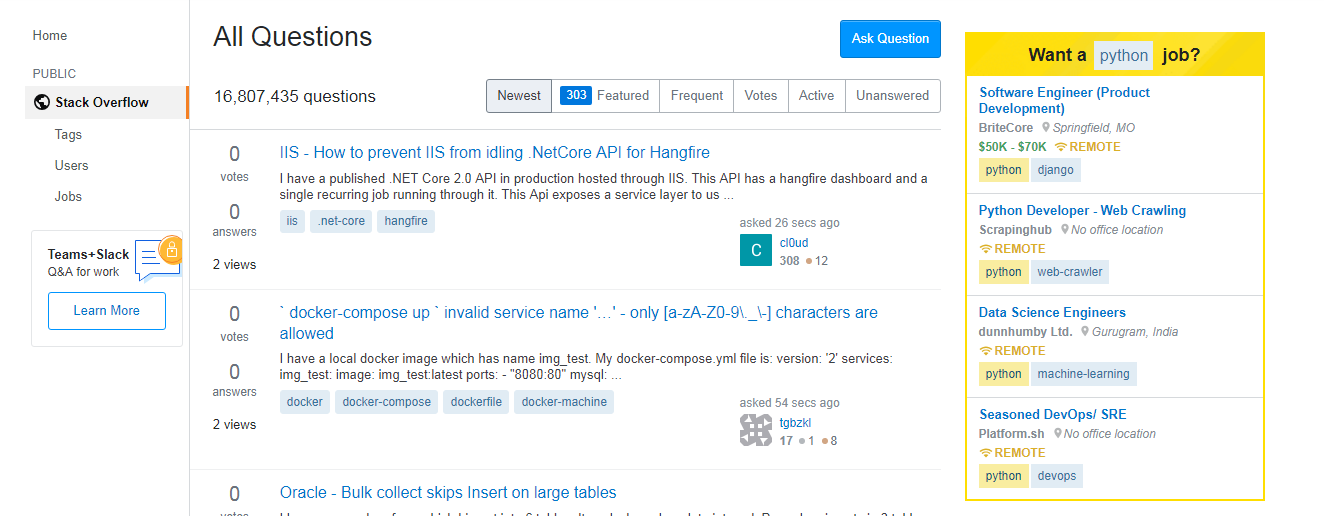 Home
PUBLIC
Stack Overflow
Tags
Users
Jobs
Teams+Slack
Q&A for work
Learn More
All Questions
Ask Question
16,807,435 questions
Newest
303 Featured
Frequent
Votes
Active
Unanswered
0
votes
0
answers
2 views
IIS - How to prevent IIS from idling .NetCore API for Hangfire
I have a published .NET Core 2.0 API in production hosted through IIS. This API has a hangfire dashboard and a
single recurring job running through it. This Api exposes a service layer to us ...
iis .net-core hangfire
asked 26 secs ago
C
cl0ud
308 ● 12
0
votes
0
answers
2 views
` docker-compose up ` invalid service name '…' - only [a-zA-Z0-9\._\-] characters are
allowed
I have a local docker image which has name img_test. My docker-compose.yml file is: version: '2' services:
img_test: image: img_test:latest ports: - "8080:80" mysql: ...
docker docker-compose dockerfile docker-machine
asked 54 secs ago
tgbzkl
17 ● 1 ● 8
0
Oracle - Bulk collect skips Insert on large tables
Want a python job?
Software Engineer (Product
Development)
BriteCore Springfield, MO
$50K - $70K REMOTE
python django
Python Developer - Web Crawling
Scrapinghub No office location
REMOTE
python web-crawler
Data Science Engineers
dunnhumby Ltd. Gurugram, India
REMOTE
python machine-learning
Seasoned DevOps/ SRE
Platform.sh No office location
REMOTE
python devops